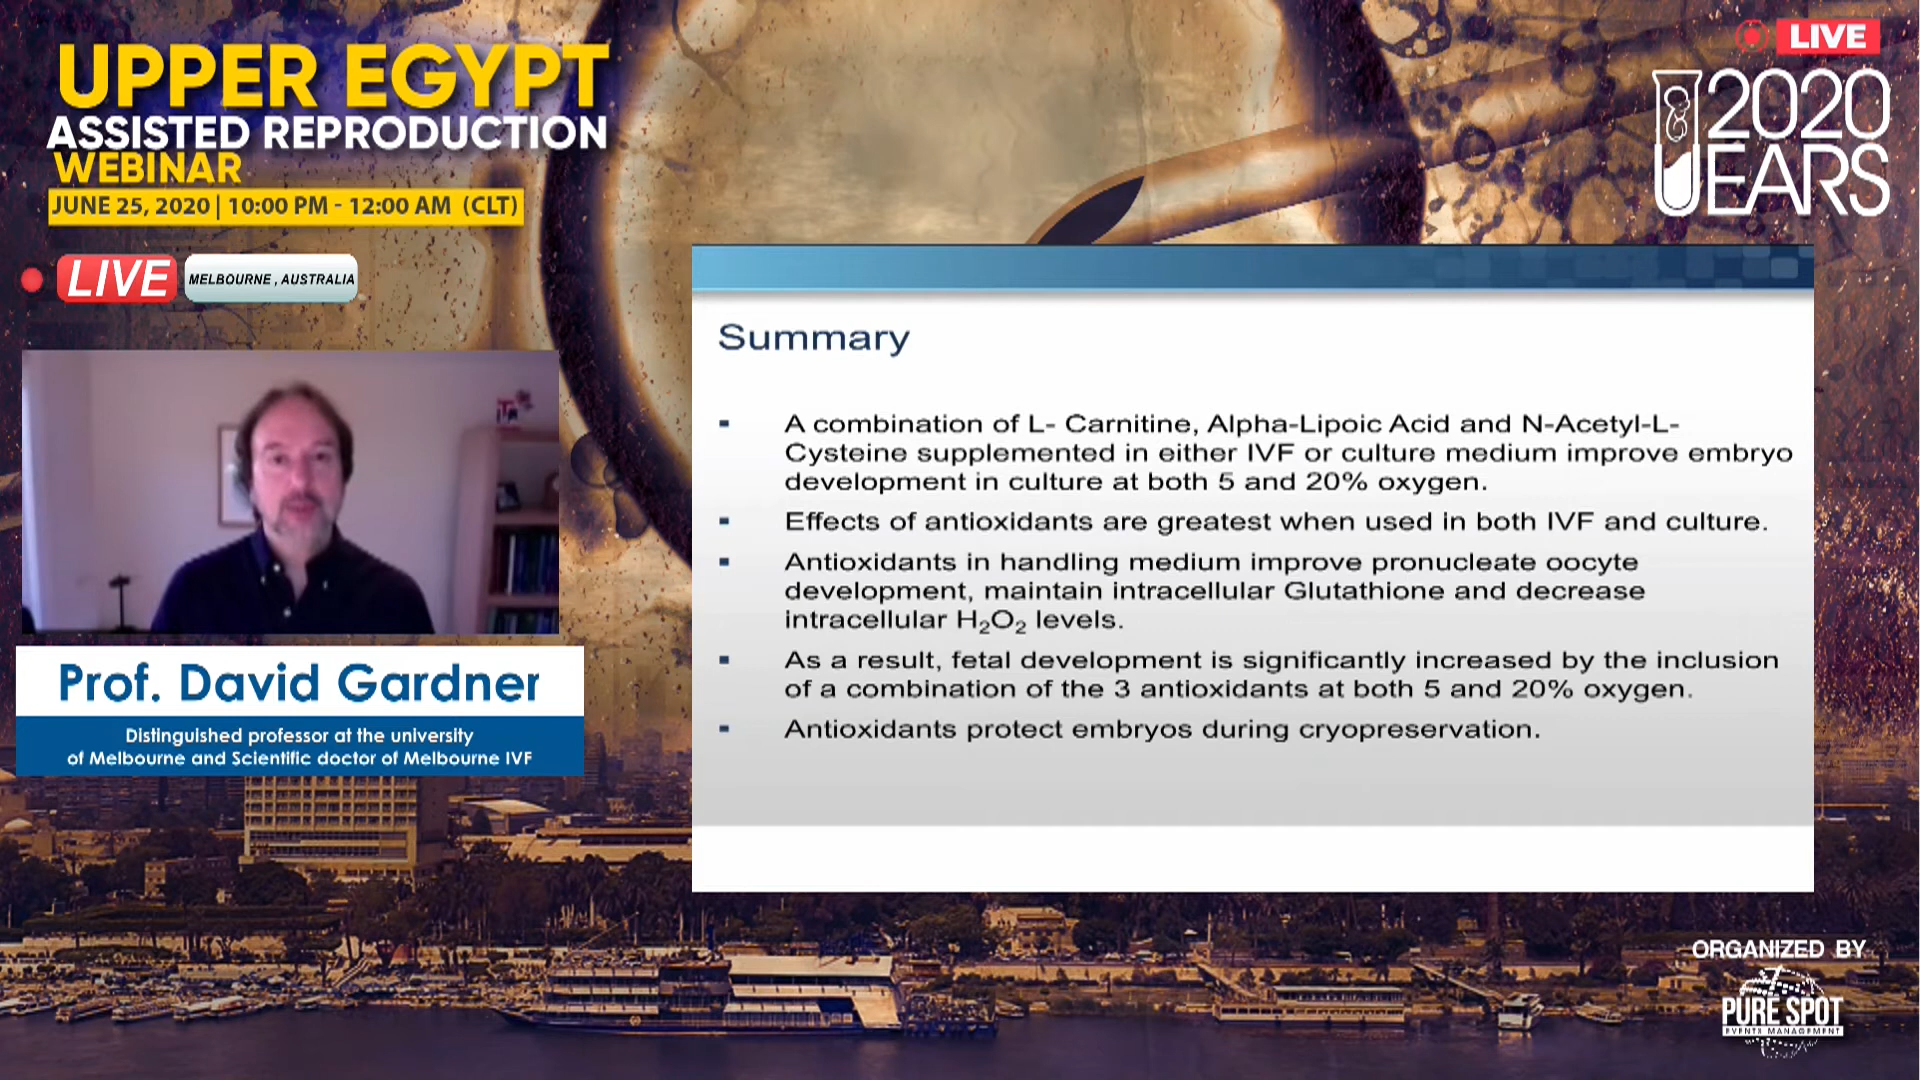 UPPER EGYPT
ASSISTED REPRODUCTION
WEBINAR
JUNE 25, 2020 | 10:00 PM - 12:00 AM (CLT)
LIVE
MELBOURNE , AUSTRALIA
LIVE
2020
UEARS
Summary
- A combination of L- Carnitine, Alpha-Lipoic Acid and N-Acetyl-L-
Cysteine supplemented in either IVF or culture medium improve embryo
development in culture at both 5 and 20% oxygen.
- Effects of antioxidants are greatest when used in both IVF and culture.
- Antioxidants in handling medium improve pronucleate oocyte
development, maintain intracellular Glutathione and decrease
intracellular H₂O₂ levels.
- As a result, fetal development is significantly increased by the inclusion
of a combination of the 3 antioxidants at both 5 and 20% oxygen.
- Antioxidants protect embryos during cryopreservation.
Prof. David Gardner
Distinguished professor at the university
of Melbourne and Scientific doctor of Melbourne IVF
ORGANIZED BY
PURE SPOT
EVENTS MANAGEMENT